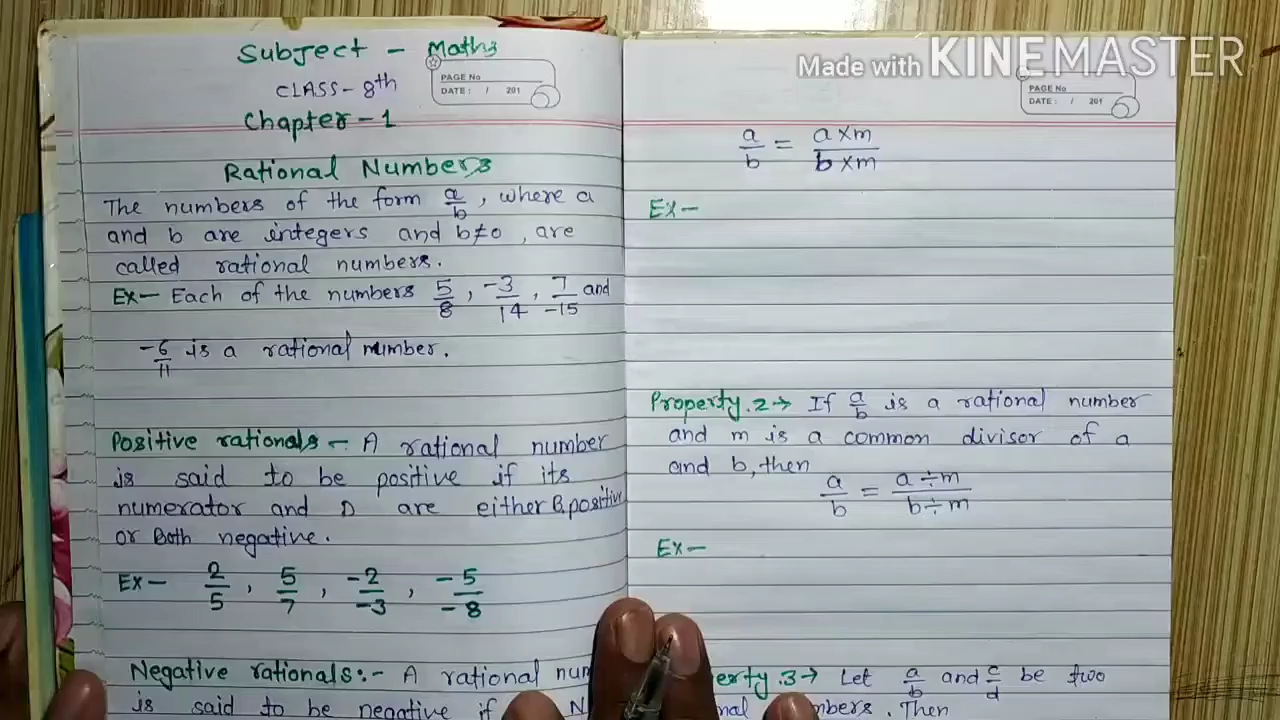 Subject - Maths
CLASS - 8th
PAGE No
DATE : / 201
Chapter - 1
Rational Numbers
The numbers of the form a/b, where a
and b are integers and b≠0, are
called rational numbers.
Ex- Each of the numbers 5/8, -3/14, 7/-15 and
-6/11 is a rational number.
Positive rationals - A rational number
is said to be positive if its
numerator and D are either B.positive
or Both negative.
Ex- 2/5, 5/7, -2/-3, -5/-8
Negative rationals:- A rational num
is said to be negative if N
Made with KINEMASTER
PAGE No
DATE : / 201
a/b = a×m/b×m
Ex-
Property.2→ If a/b is a rational number
and m is a common divisor of a
and b, then
a/b = a÷m/b÷m
Ex-
erty.3→ Let a/b and c/d be two
nal mbers. Then